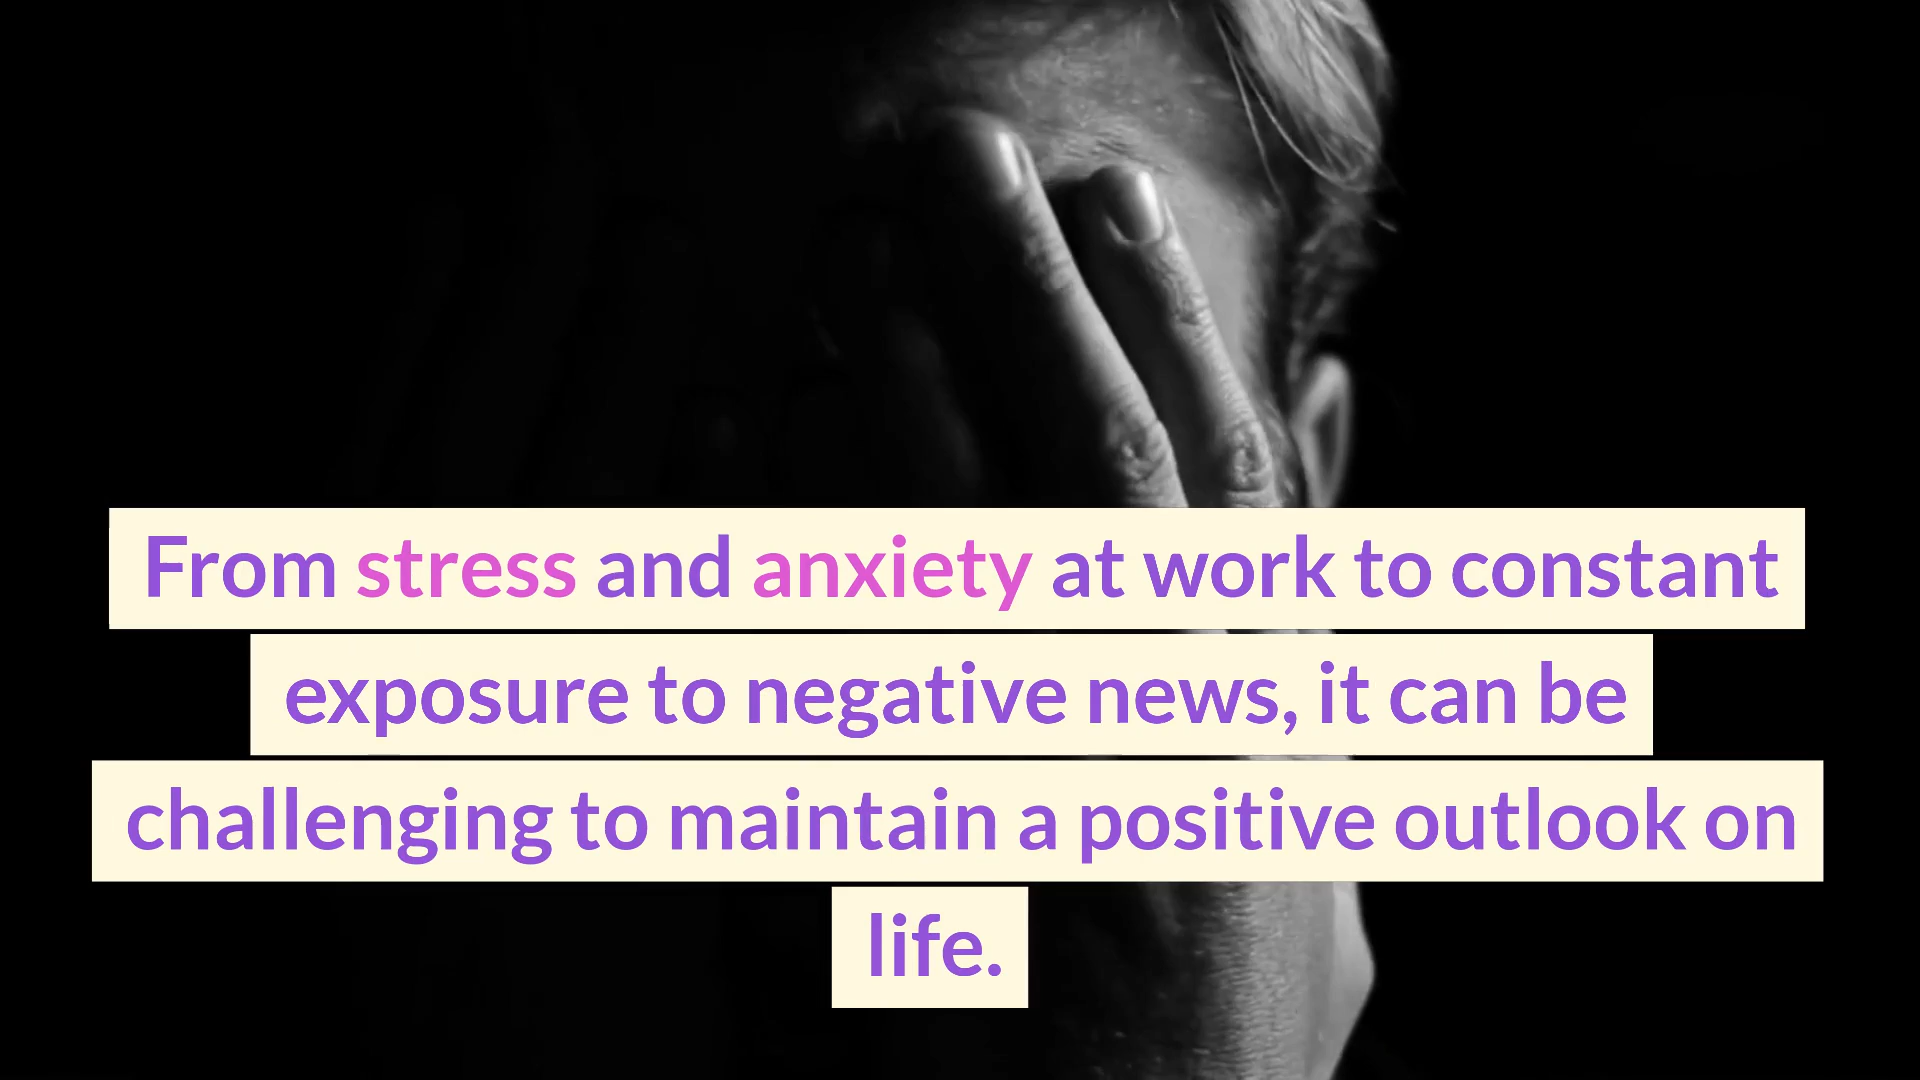 From stress and anxiety at work to constant
exposure to negative news, it can be
challenging to maintain a positive outlook on
life.